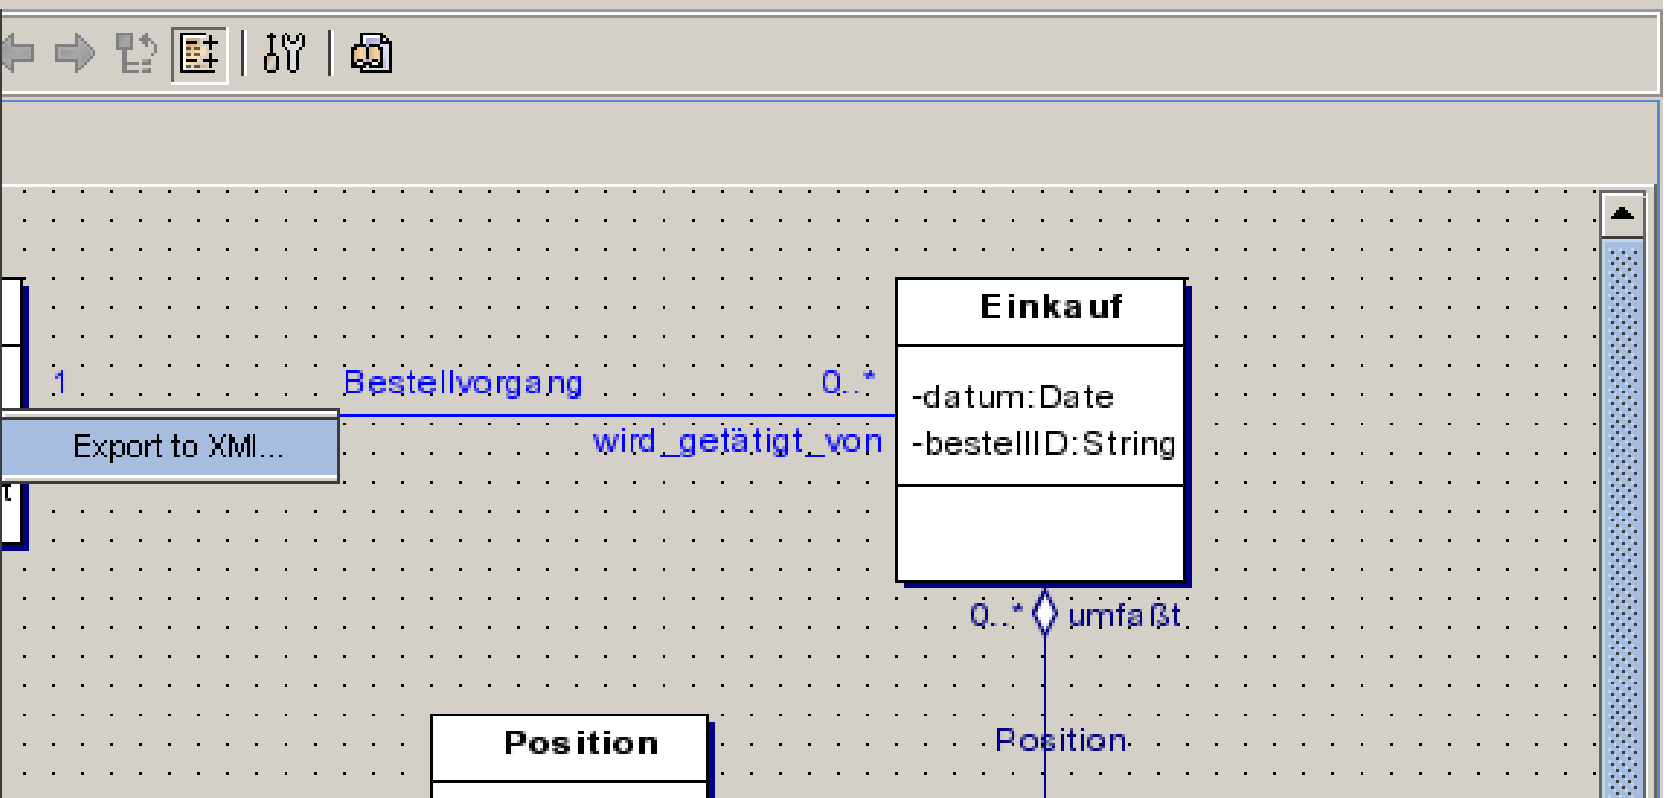 Einkauf
1
Bestellvorgang
0..*
-datum:Date
Export to XMI...
wird_getätigt_von
-bestellID:String
t
0..*
umfaßt
Position
Position